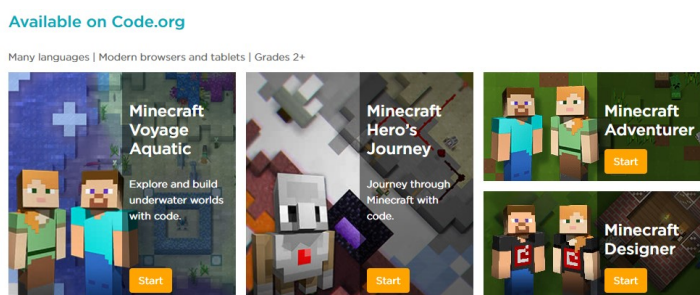 Available on Code.org
Many languages | Modern browsers and tablets | Grades 2+
Minecraft
Voyage
Aquatic
Explore and build
underwater worlds
with code.
Start
Minecraft
Hero's
Journey
Journey through
Minecraft with
code.
Start
Minecraft
Adventurer
Start
Minecraft
Designer
Start